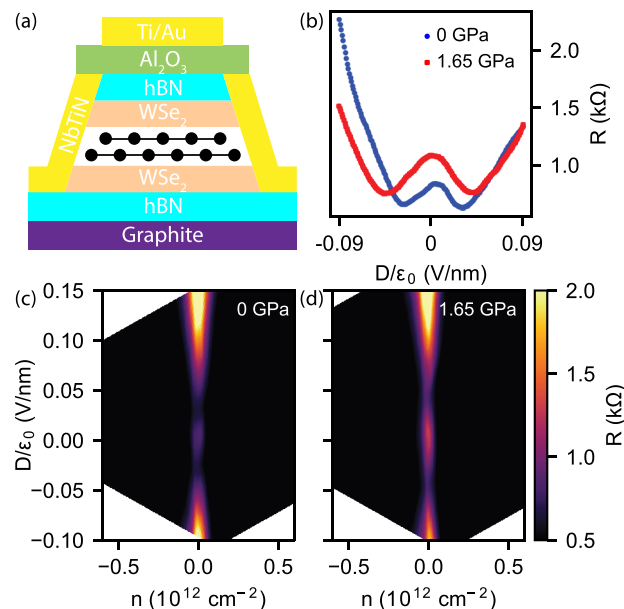 (a)
Ti/Au
Al₂O₃
hBN
WSe₂
NbTiN
WSe₂
hBN
Graphite
(b)
0 GPa
1.65 GPa
2.0
1.5
1.0
R (kΩ)
-0.09 0 0.09
D/ε₀ (V/nm)
(c)
0 GPa
0.15
0.10
0.05
0.00
−0.05
−0.10
D/ε₀ (V/nm)
−0.5 0.0 0.5
n (10¹² cm⁻²)
(d)
1.65 GPa
−0.5 0.0 0.5
n (10¹² cm⁻²)
2.0
1.5
1.0
0.5
R (kΩ)